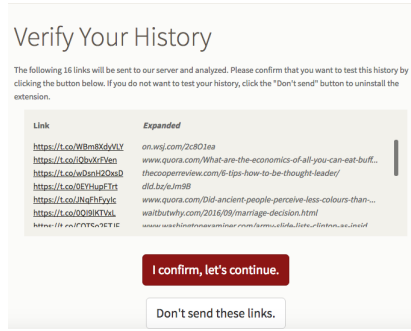 Verify Your History
The following 16 links will be sent to our server and analyzed. Please confirm that you want to test this history by
clicking the button below. If you do not want to test your history, click the "Don't send" button to uninstall the
extension.
Link Expanded
https://t.co/WBm8XdyVLY on.wsj.com/2c8O1ea
https://t.co/iQbvXrFVen www.quora.com/What-are-the-economics-of-all-you-can-eat-buff...
https://t.co/wDsnH2OxsD thecooperreview.com/6-tips-how-to-be-thought-leader/
https://t.co/0EYHupFTrt dld.bz/eJm9B
https://t.co/JNqFhFyyIc www.quora.com/Did-ancient-people-perceive-less-colours-than-...
https://t.co/0QI9lKTVxL waitbutwhy.com/2016/09/marriage-decision.html
www.washingtonexaminer.com/army-slide-lists-clinton-as-insid
I confirm, let's continue.
Don't send these links.